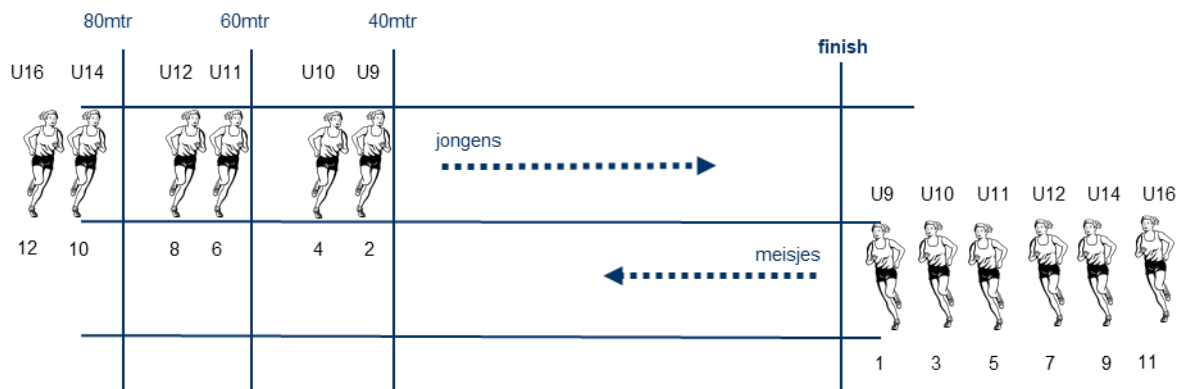 80mtr 60mtr 40mtr
finish
U16 U14 U12 U11 U10 U9
jongens
U9 U10 U11 U12 U14 U16
12 10 8 6 4 2
meisjes
1 3 5 7 9 11